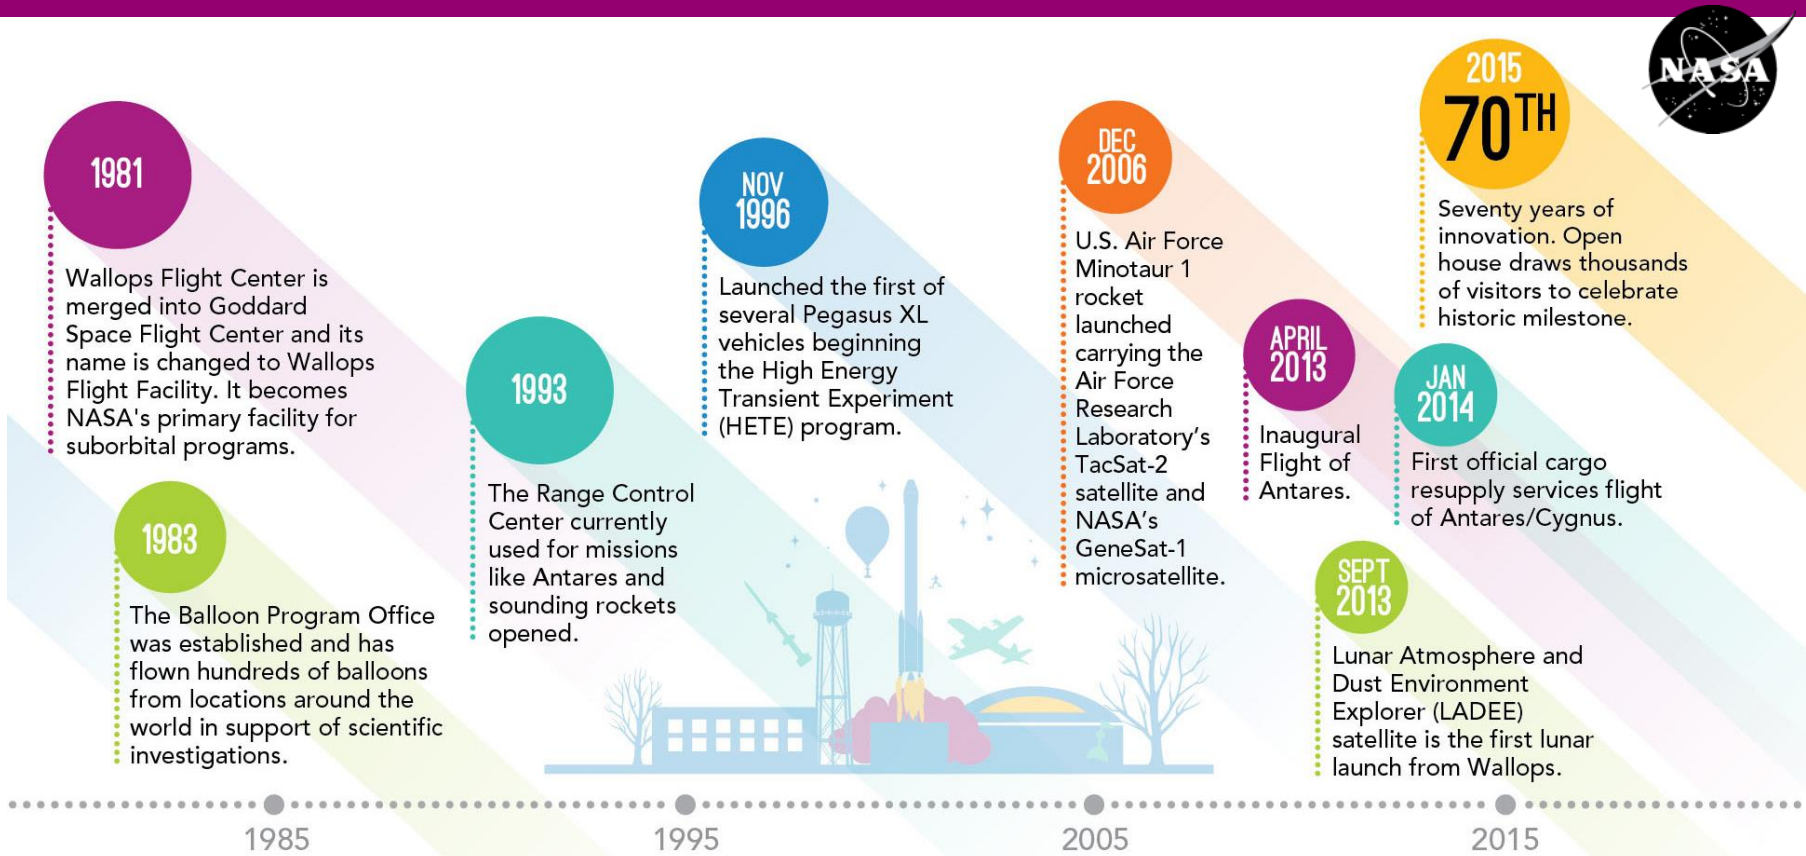 NASA
1981
Wallops Flight Center is
merged into Goddard
Space Flight Center and its
name is changed to Wallops
Flight Facility. It becomes
NASA's primary facility for
suborbital programs.
1983
The Balloon Program Office
was established and has
flown hundreds of balloons
from locations around the
world in support of scientific
investigations.
1993
The Range Control
Center currently
used for missions
like Antares and
sounding rockets
opened.
NOV
1996
Launched the first of
several Pegasus XL
vehicles beginning
the High Energy
Transient Experiment
(HETE) program.
DEC
2006
U.S. Air Force
Minotaur 1
rocket
launched
carrying the
Air Force
Research
Laboratory’s
TacSat-2
satellite and
NASA’s
GeneSat-1
microsatellite.
APRIL
2013
Inaugural
Flight of
Antares.
SEPT
2013
Lunar Atmosphere and
Dust Environment
Explorer (LADEE)
satellite is the first lunar
launch from Wallops.
JAN
2014
First official cargo
resupply services flight
of Antares/Cygnus.
2015
70TH
Seventy years of
innovation. Open
house draws thousands
of visitors to celebrate
historic milestone.
1985
1995
2005
2015